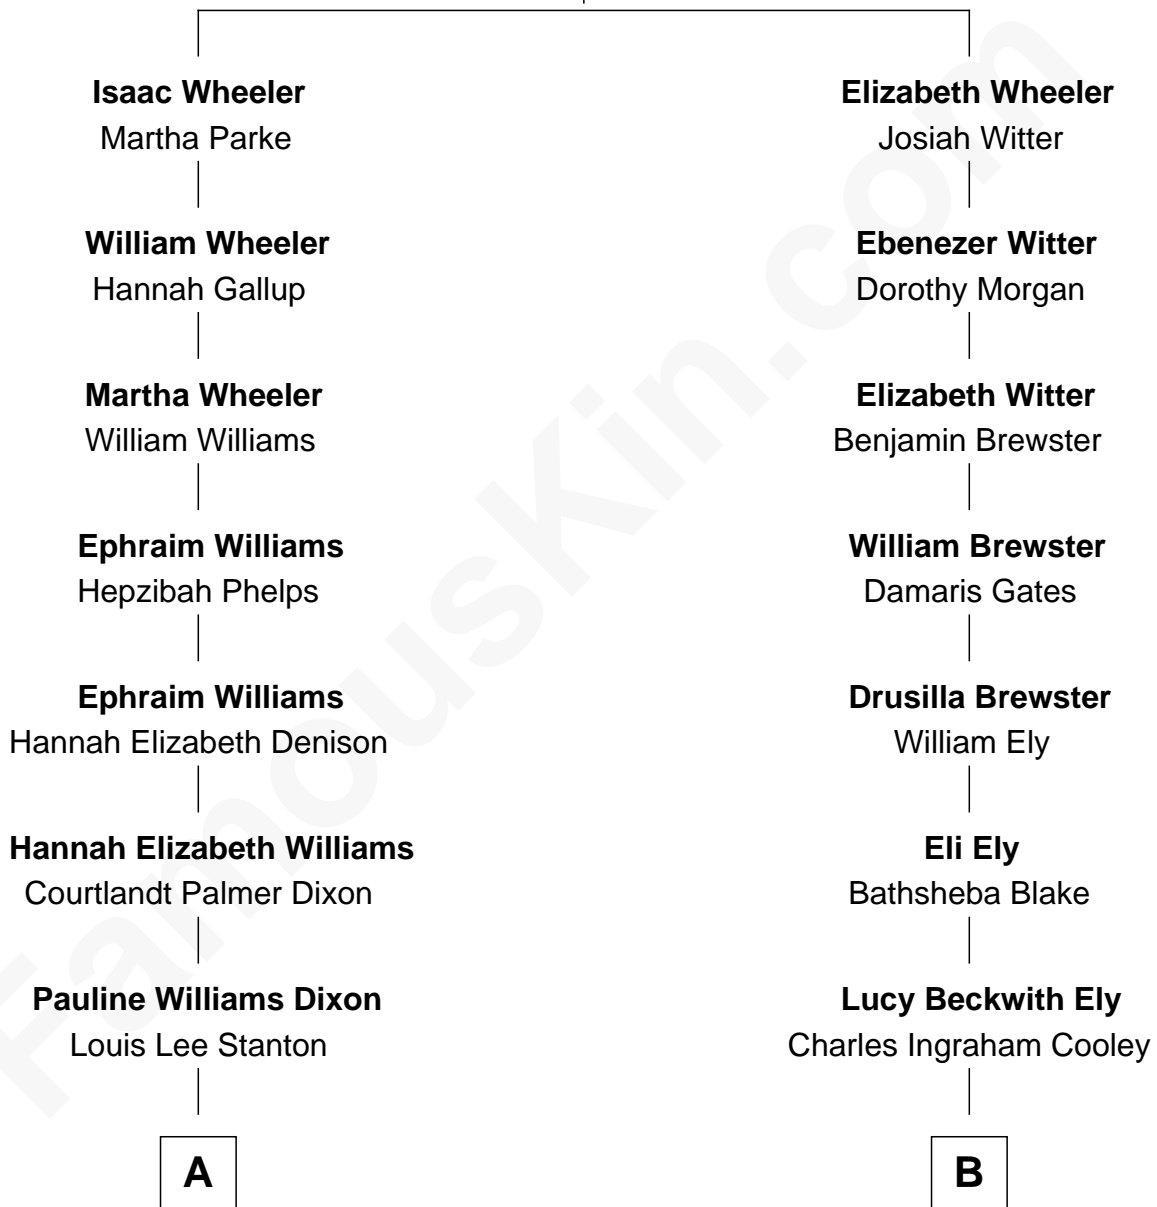 Isaac Wheeler
Martha Parke
William Wheeler
Hannah Gallup
Martha Wheeler
William Williams
Ephraim Williams
Hepzibah Phelps
Ephraim Williams
Hannah Elizabeth Denison
Hannah Elizabeth Williams
Courtlandt Palmer Dixon
Pauline Williams Dixon
Louis Lee Stanton
A
Elizabeth Wheeler
Josiah Witter
Ebenezer Witter
Dorothy Morgan
Elizabeth Witter
Benjamin Brewster
William Brewster
Damaris Gates
Drusilla Brewster
William Ely
Eli Ely
Bathsheba Blake
Lucy Beckwith Ely
Charles Ingraham Cooley
B
FamousKin.com